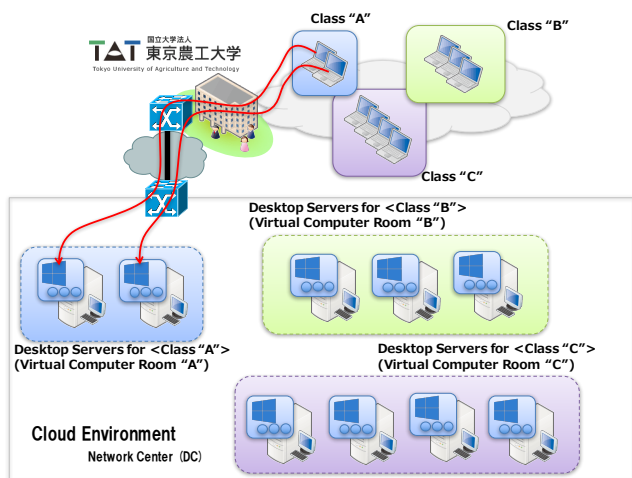 Class “A”
Class “B”
TAT
国立大学法人
東京農工大学
Tokyo University of Agriculture and Technology
Class “C”
Desktop Servers for <Class “B”>
(Virtual Computer Room “B”)
Desktop Servers for <Class “A”>
(Virtual Computer Room “A”)
Desktop Servers for <Class “C”>
(Virtual Computer Room “C”)
Cloud Environment
Network Center (DC)